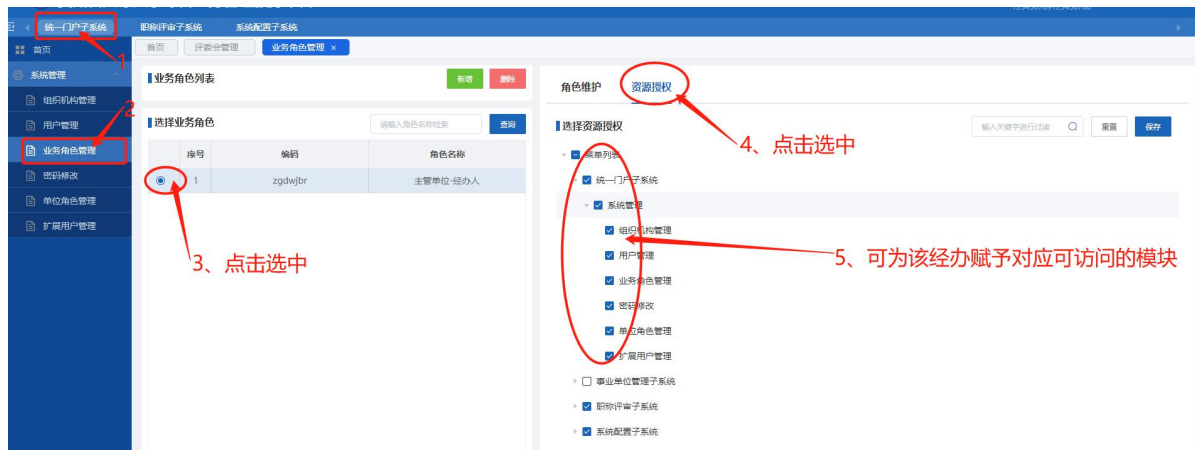 统一门户子系统 职称评审子系统 系统配置子系统
1
首页
系统管理
组织机构管理
用户管理
业务角色管理
密码修改
单位角色管理
扩展用户管理
2
首页 评委会管理 业务角色管理 ×
业务角色列表 新增 删除
选择业务角色 请输入角色名称检索 查询
序号 编码 角色名称
1 zgdwjbr 主管单位-经办人
3、点击选中
角色维护 资源授权
4、点击选中
选择资源授权 输入关键字进行过滤 重置 保存
菜单列表
统一门户子系统
系统管理
组织机构管理
用户管理
业务角色管理
密码修改
单位角色管理
扩展用户管理
事业单位管理子系统
职称评审子系统
系统配置子系统
5、可为该经办赋予对应可访问的模块